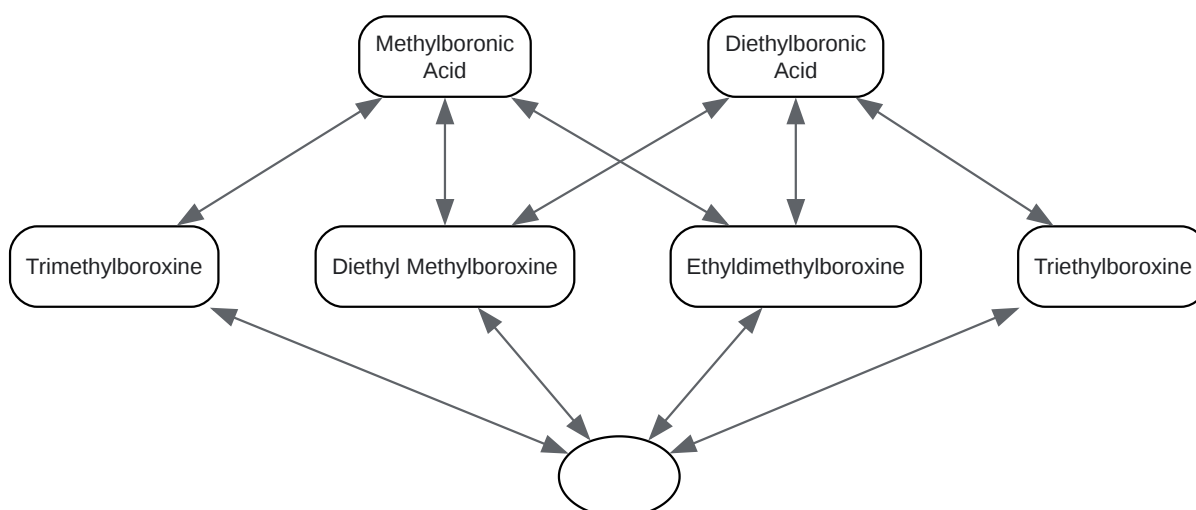 Methylboronic
Acid
Diethylboronic
Acid
Trimethylboroxine
Diethyl Methylboroxine
Ethyldimethylboroxine
Triethylboroxine